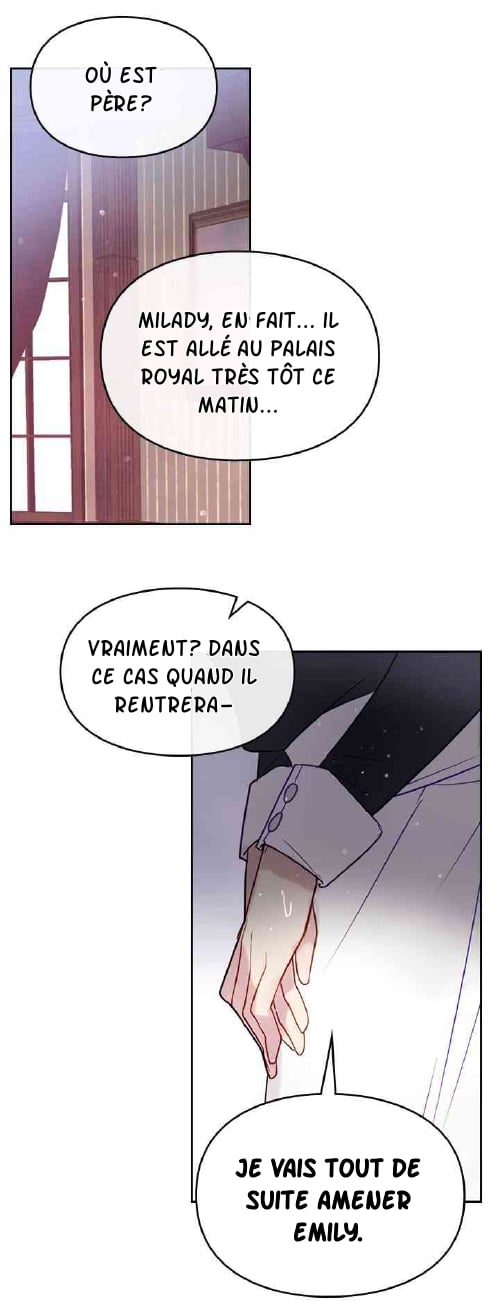 OÙ EST
PÈRE?
MILADY, EN FAIT... IL
EST ALLÉ AU PALAIS
ROYAL TRÈS TÔT CE
MATIN...
VRAIMENT? DANS
CE CAS QUAND IL
RENTRERA-
JE VAIS TOUT DE
SUITE AMENER
EMILY.